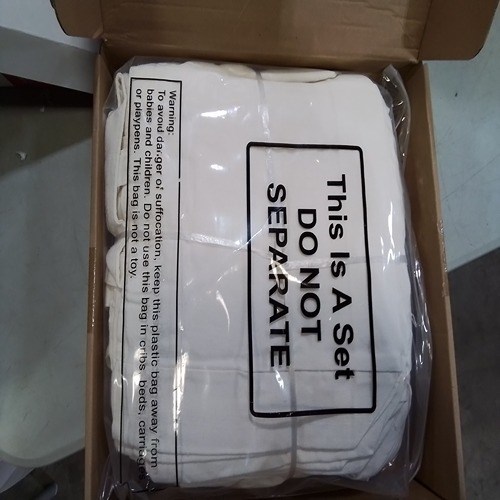 This Is A Set
DO NOT
SEPARATE
Warning:
To avoid danger of suffocation, keep this plastic bag away from
babies and children. Do not use this bag in cribs, beds,
or playpens. This bag is not a toy.